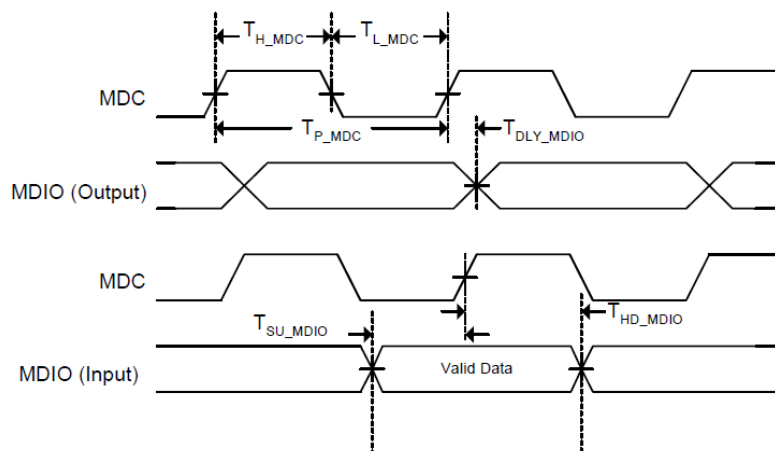 T_H_MDC T_L_MDC
MDC
T_P_MDC T_DLY_MDIO
MDIO (Output)
MDC
T_SU_MDIO T_HD_MDIO
MDIO (Input) Valid Data